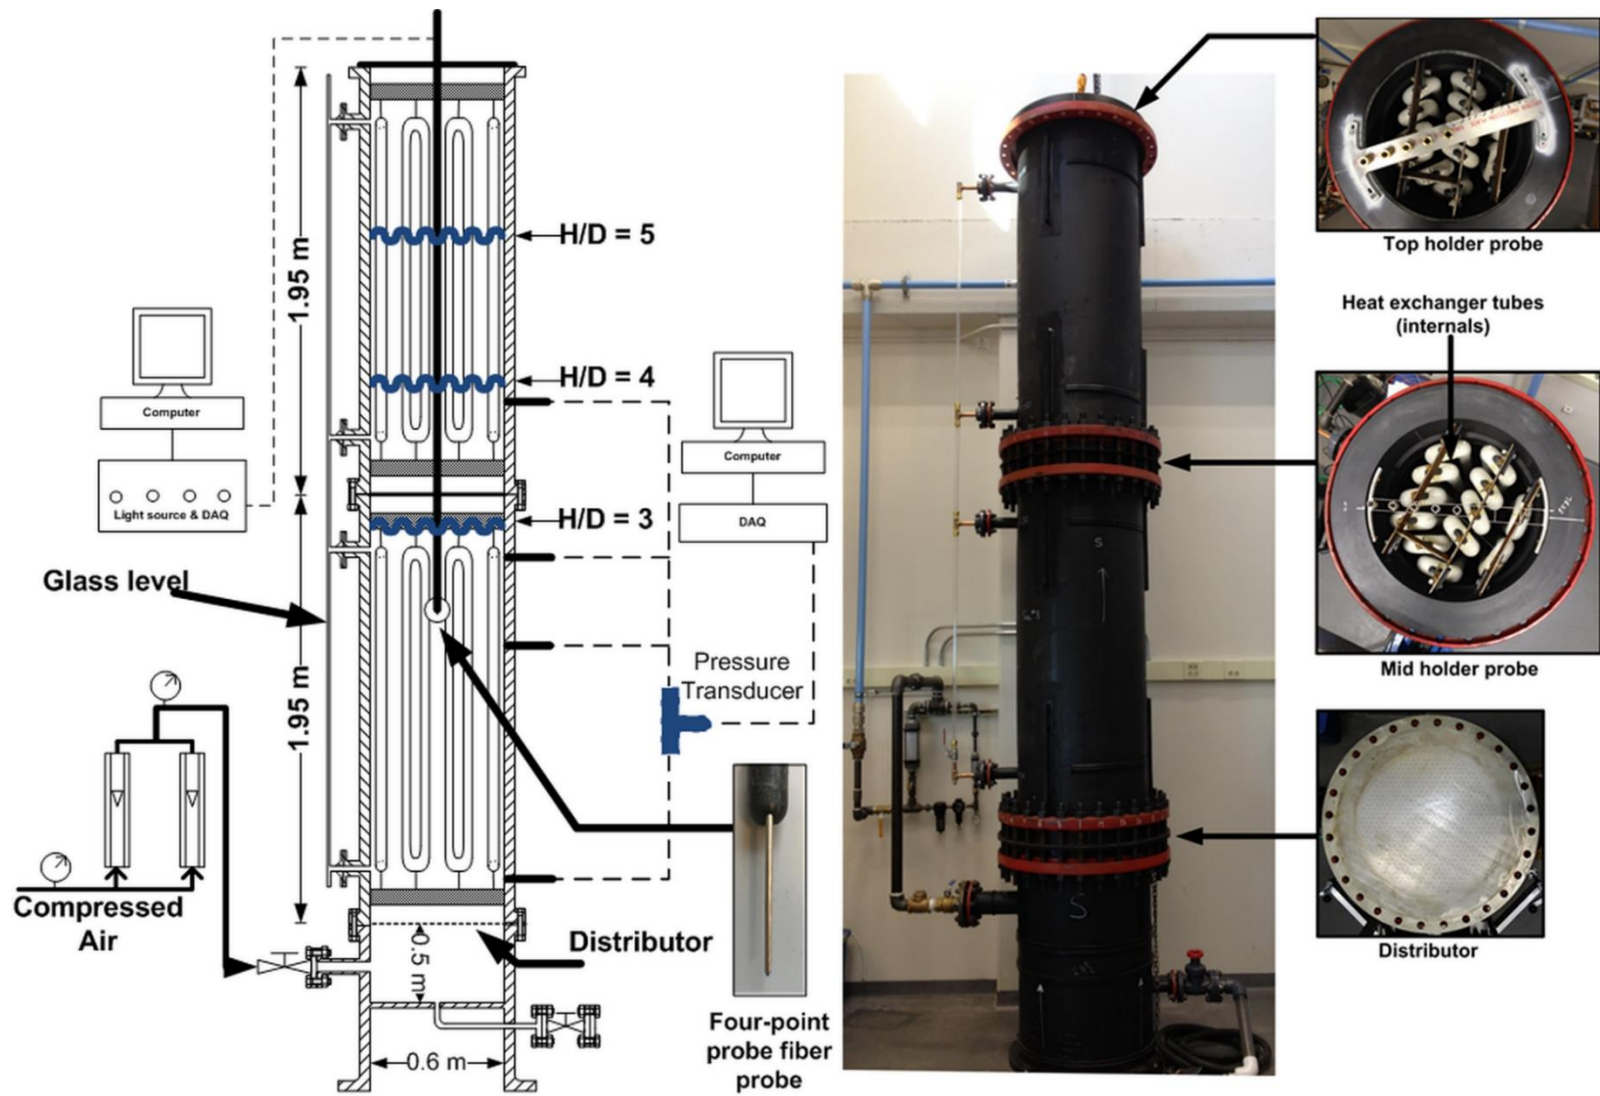 H/D = 5
1.95 m
H/D = 4
Computer
Light source & DAQ
H/D = 3
Computer
DAQ
Glass level
1.95 m
Pressure
Transducer
Compressed
Air
0.5 m
Distributor
0.6 m
Four-point
probe fiber
probe
S
S
Top holder probe
Heat exchanger tubes
(internals)
Mid holder probe
Distributor